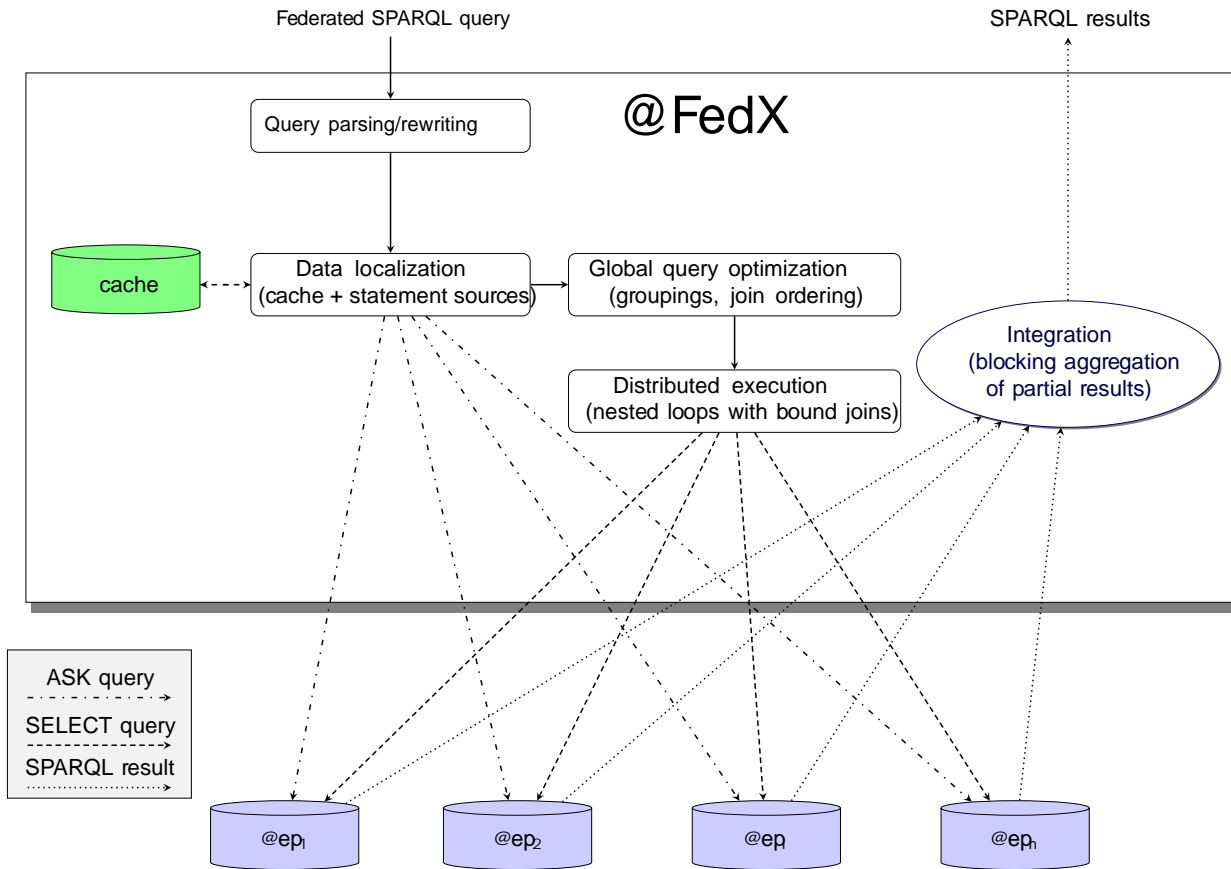 Federated SPARQL query
SPARQL results
@FedX
Query parsing/rewriting
cache
Data localization
(cache + statement sources)
Global query optimization
(groupings, join ordering)
Integration
(blocking aggregation
of partial results)
Distributed execution
(nested loops with bound joins)
ASK query
SELECT query
SPARQL result
@ep1
@ep2
@epi
@epn